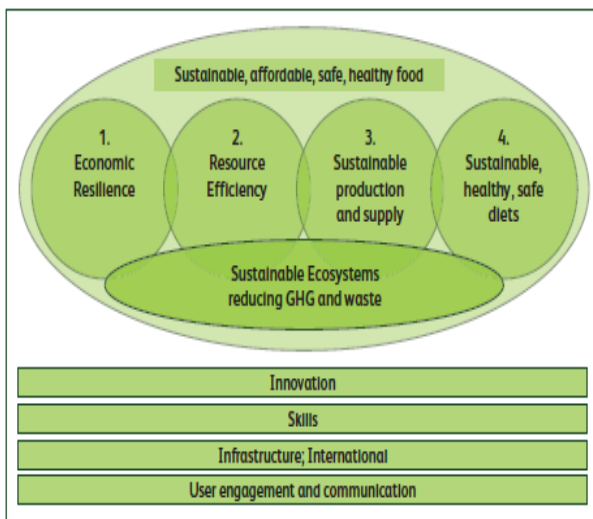 Sustainable, affordable, safe, healthy food
1.
Economic
Resilience
2.
Resource
Efficiency
3.
Sustainable
production
and supply
4.
Sustainable,
healthy, safe
diets
Sustainable Ecosystems
reducing GHG and waste
Innovation
Skills
Infrastructure; International
User engagement and communication